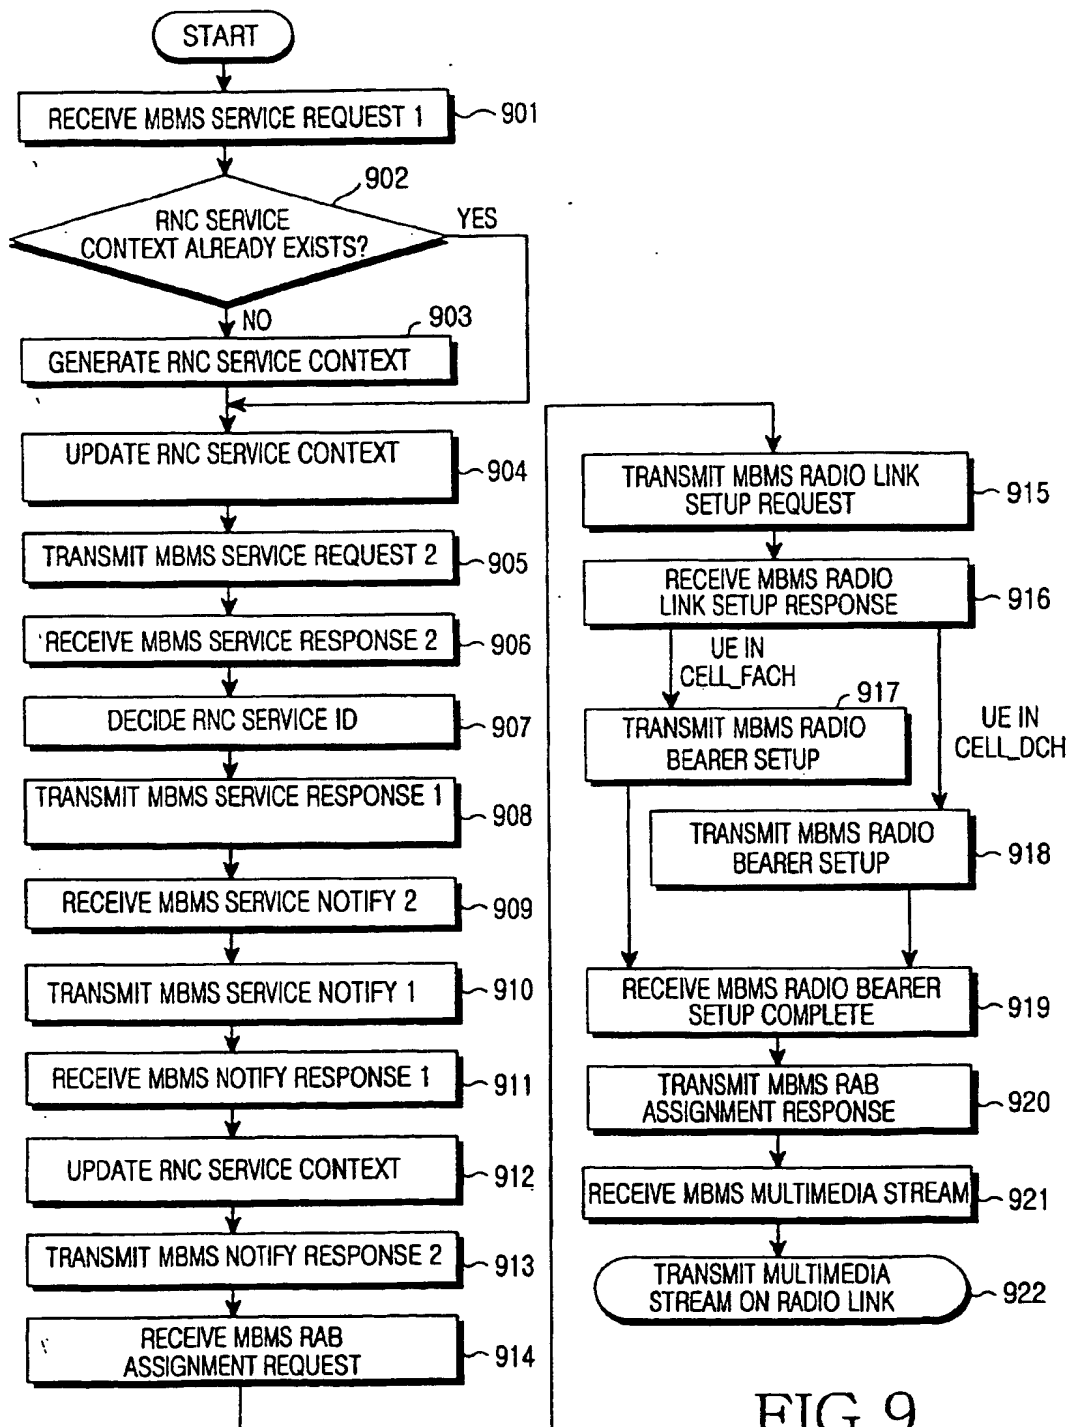 START
RECEIVE MBMS SERVICE REQUEST 1
901
902
RNC SERVICE
CONTEXT ALREADY EXISTS?
YES
NO
903
GENERATE RNC SERVICE CONTEXT
UPDATE RNC SERVICE CONTEXT
904
TRANSMIT MBMS SERVICE REQUEST 2
905
RECEIVE MBMS SERVICE RESPONSE 2
906
DECIDE RNC SERVICE ID
907
TRANSMIT MBMS SERVICE RESPONSE 1
908
RECEIVE MBMS SERVICE NOTIFY 2
909
TRANSMIT MBMS SERVICE NOTIFY 1
910
RECEIVE MBMS NOTIFY RESPONSE 1
911
UPDATE RNC SERVICE CONTEXT
912
TRANSMIT MBMS NOTIFY RESPONSE 2
913
RECEIVE MBMS RAB
ASSIGNMENT REQUEST
914
TRANSMIT MBMS RADIO LINK
SETUP REQUEST
915
RECEIVE MBMS RADIO
LINK SETUP RESPONSE
916
UE IN
CELL_FACH
917
TRANSMIT MBMS RADIO
BEARER SETUP
UE IN
CELL_DCH
TRANSMIT MBMS RADIO
BEARER SETUP
918
RECEIVE MBMS RADIO BEARER
SETUP COMPLETE
919
TRANSMIT MBMS RAB
ASSIGNMENT RESPONSE
920
RECEIVE MBMS MULTIMEDIA STREAM
921
TRANSMIT MULTIMEDIA
STREAM ON RADIO LINK
922
FIG.9